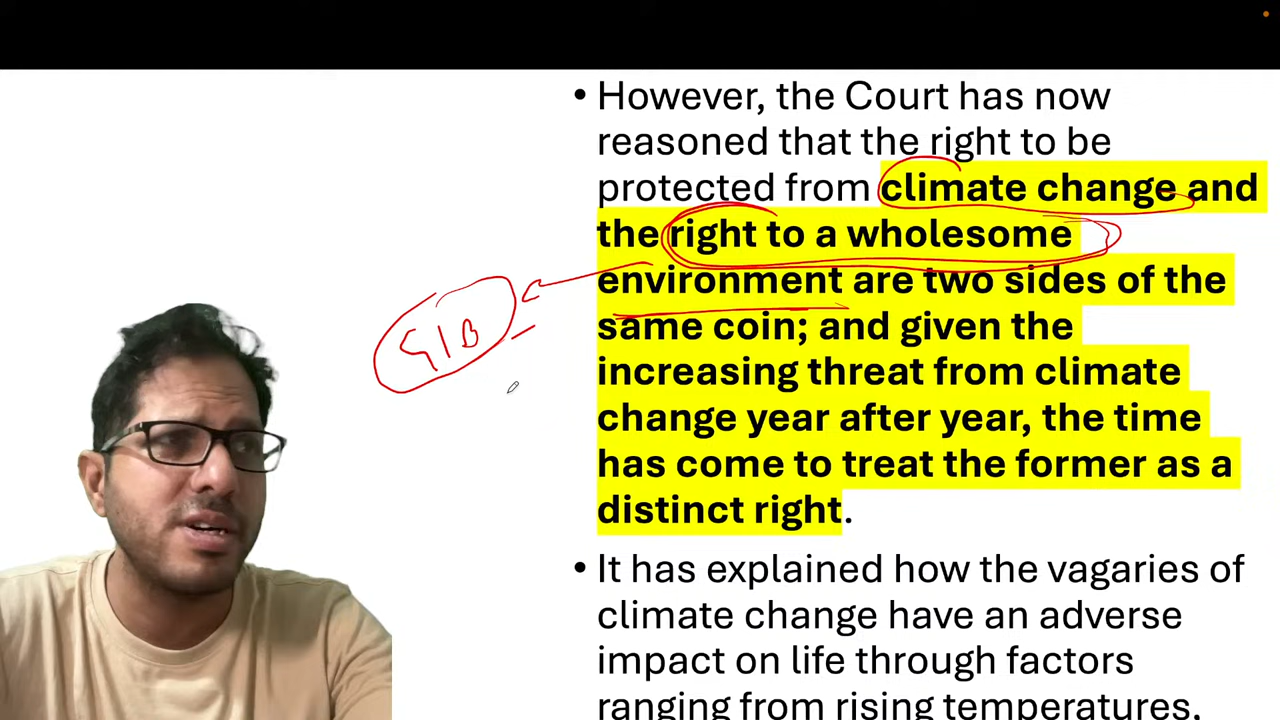 • However, the Court has now
reasoned that the right to be
protected from climate change and
the right to a wholesome
environment are two sides of the
same coin; and given the
increasing threat from climate
change year after year, the time
has come to treat the former as a
distinct right.
GIB
• It has explained how the vagaries of
climate change have an adverse
impact on life through factors
ranging from rising temperatures,